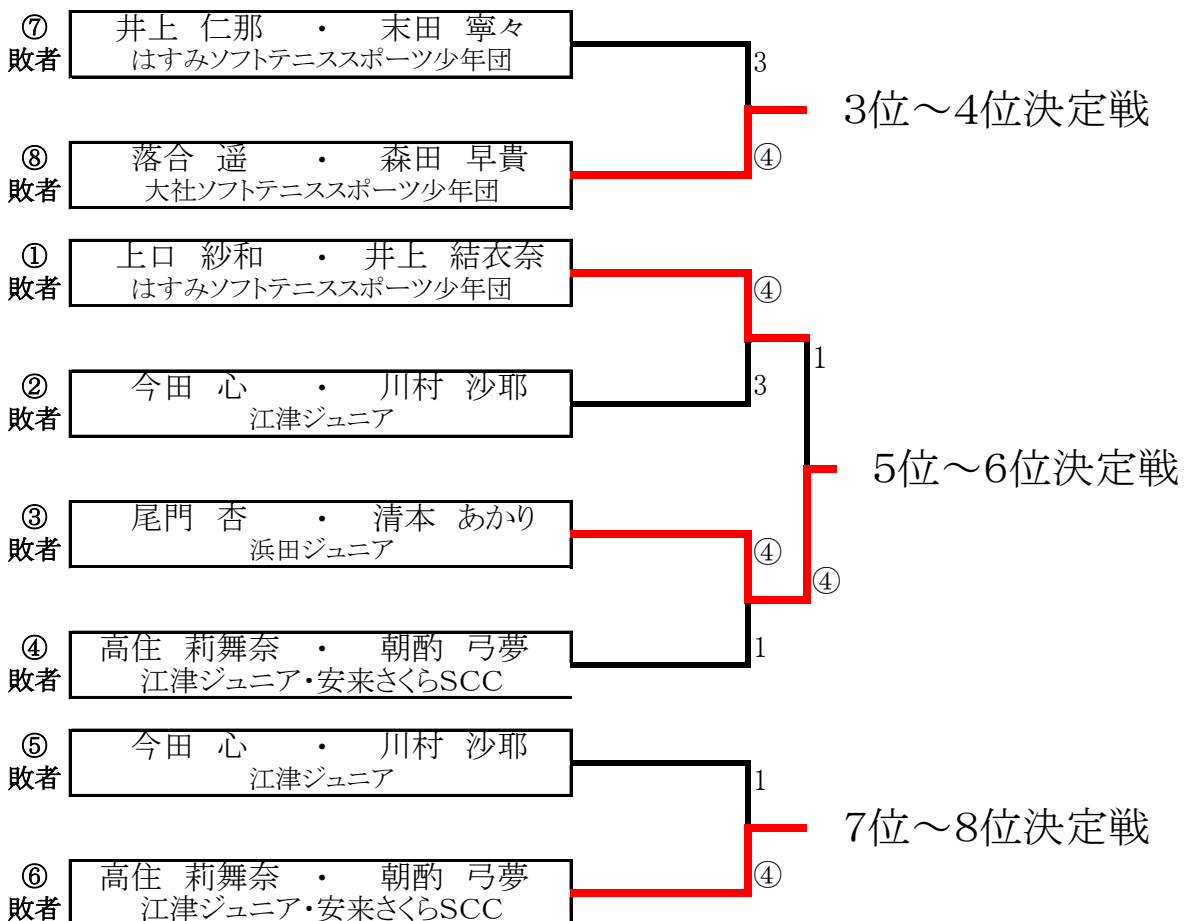 ⑦ 井上 仁那 ・ 末田 寧々
敗者 はすみソフトテニススポーツ少年団
3
3位～4位決定戦
⑧ 落合 遥 ・ 森田 早貴
④
敗者 大社ソフトテニススポーツ少年団
① 上口 紗和 ・ 井上 結衣奈
敗者 はすみソフトテニススポーツ少年団
④
1
② 今田 心 ・ 川村 沙耶
3
敗者 江津ジュニア
5位～6位決定戦
③ 尾門 杏 ・ 清本 あかり
敗者 浜田ジュニア
④
④
④ 高住 莉舞奈 ・ 朝酌 弓夢
1
敗者 江津ジュニア・安来さくらSCC
⑤ 今田 心 ・ 川村 沙耶
敗者 江津ジュニア
1
7位～8位決定戦
⑥ 高住 莉舞奈 ・ 朝酌 弓夢
④
敗者 江津ジュニア・安来さくらSCC